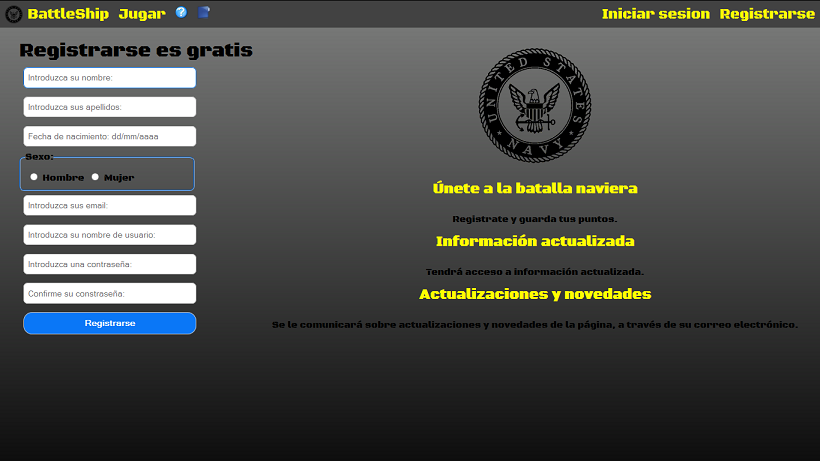 BattleShip Jugar ? Iniciar sesion Registrarse
Registrarse es gratis
Introduzca su nombre:
Introduzca sus apellidos:
Fecha de nacimiento: dd/mm/aaaa
Sexo:
Hombre Mujer
Introduzca sus email:
Introduzca su nombre de usuario:
Introduzca una contraseña:
Confirme su constraseña:
Registrarse
UNITED STATES
NAVY
Únete a la batalla naviera
Registrate y guarda tus puntos.
Información actualizada
Tendrá acceso a información actualizada.
Actualizaciones y novedades
Se le comunicará sobre actualizaciones y novedades de la página, a través de su correo electrónico.